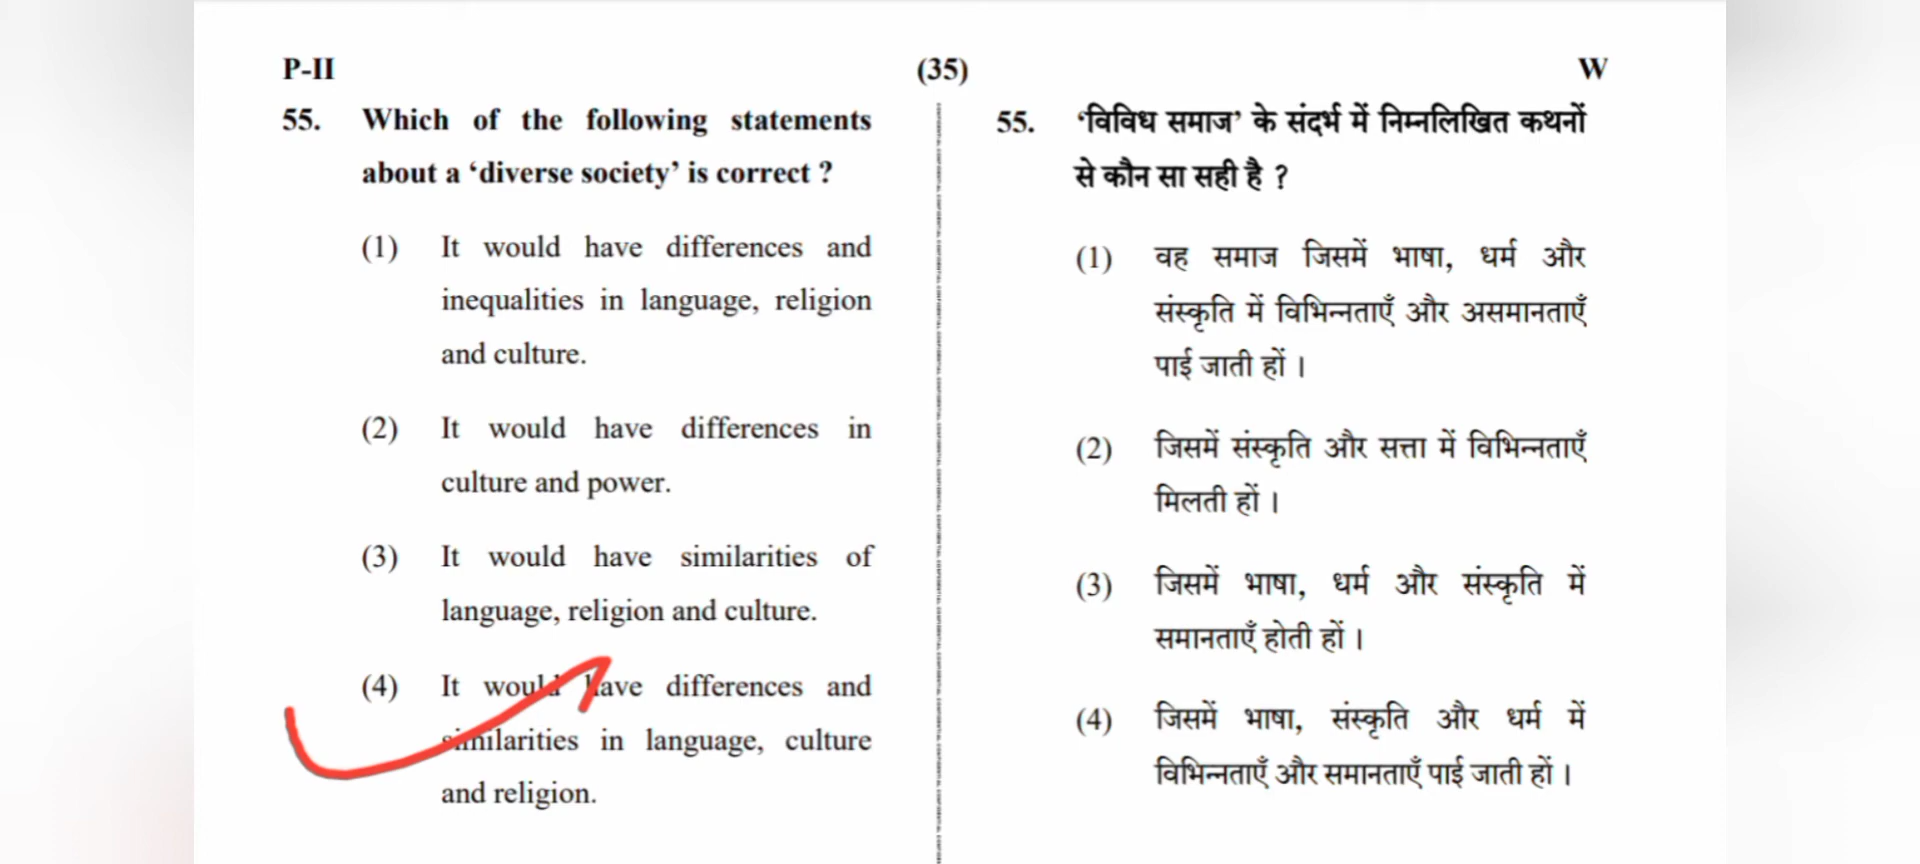 P-II (35) W
55. Which of the following statements
about a ‘diverse society’ is correct ?
(1) It would have differences and
inequalities in language, religion
and culture.
(2) It would have differences in
culture and power.
(3) It would have similarities of
language, religion and culture.
(4) It would have differences and
similarities in language, culture
and religion.
55. ‘विविध समाज’ के संदर्भ में निम्नलिखित कथनों
से कौन सा सही है ?
(1) वह समाज जिसमें भाषा, धर्म और
संस्कृति में विभिन्नताएँ और असमानताएँ
पाई जाती हों ।
(2) जिसमें संस्कृति और सत्ता में विभिन्नताएँ
मिलती हों ।
(3) जिसमें भाषा, धर्म और संस्कृति में
समानताएँ होती हों ।
(4) जिसमें भाषा, संस्कृति और धर्म में
विभिन्नताएँ और समानताएँ पाई जाती हों ।